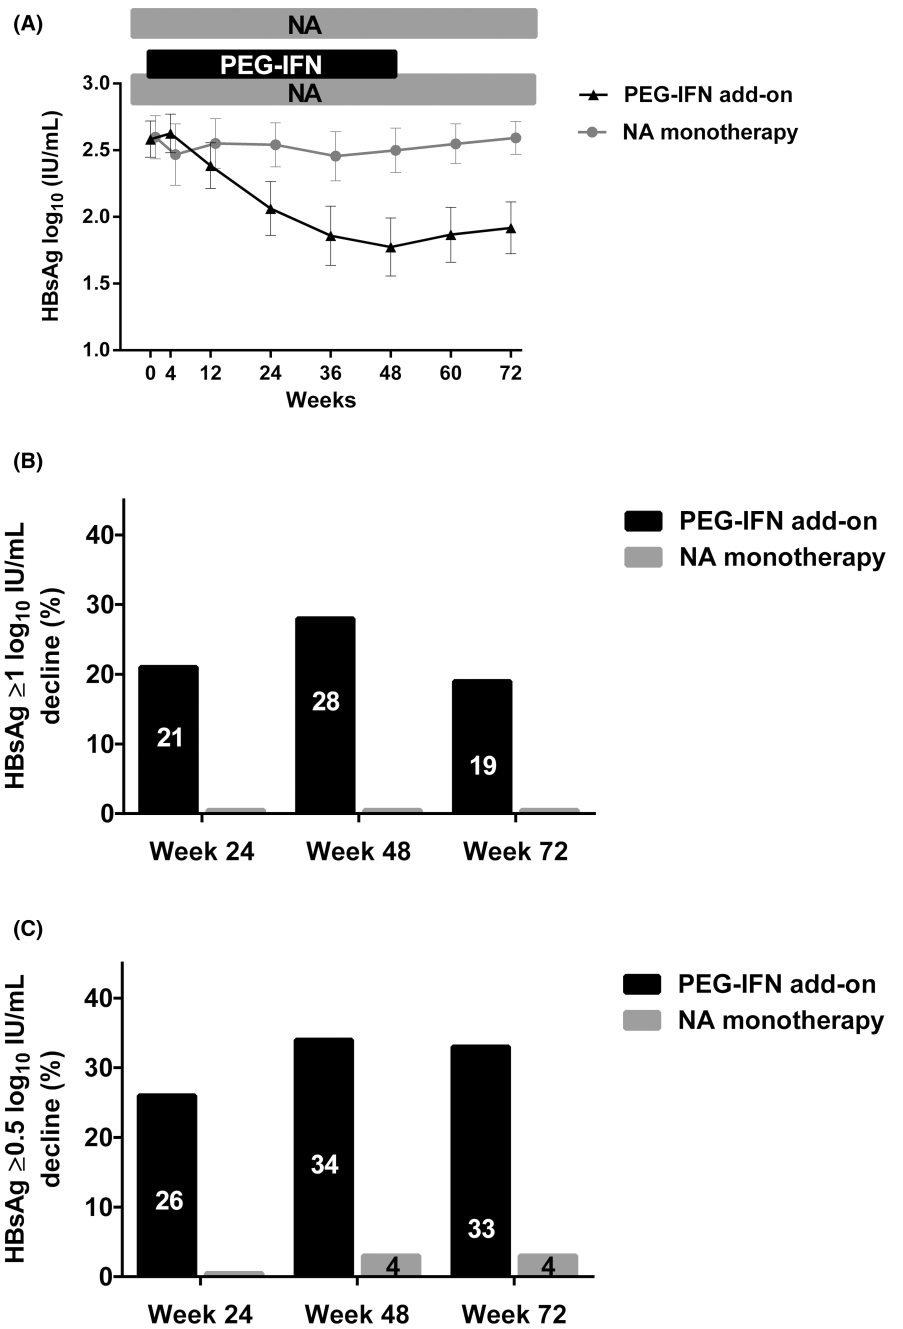 (A)
NA
PEG-IFN
NA
3.0
2.5
2.0
1.5
1.0
HBsAg log10 (IU/mL)
0 4 12 24 36 48 60 72
Weeks
PEG-IFN add-on
NA monotherapy
(B)
HBsAg ≥1 log10 IU/mL
decline (%)
40
30
20
10
0
21
28
19
Week 24 Week 48 Week 72
PEG-IFN add-on
NA monotherapy
(C)
HBsAg ≥0.5 log10 IU/mL
decline (%)
40
30
20
10
0
26
34
4
33
4
Week 24 Week 48 Week 72
PEG-IFN add-on
NA monotherapy